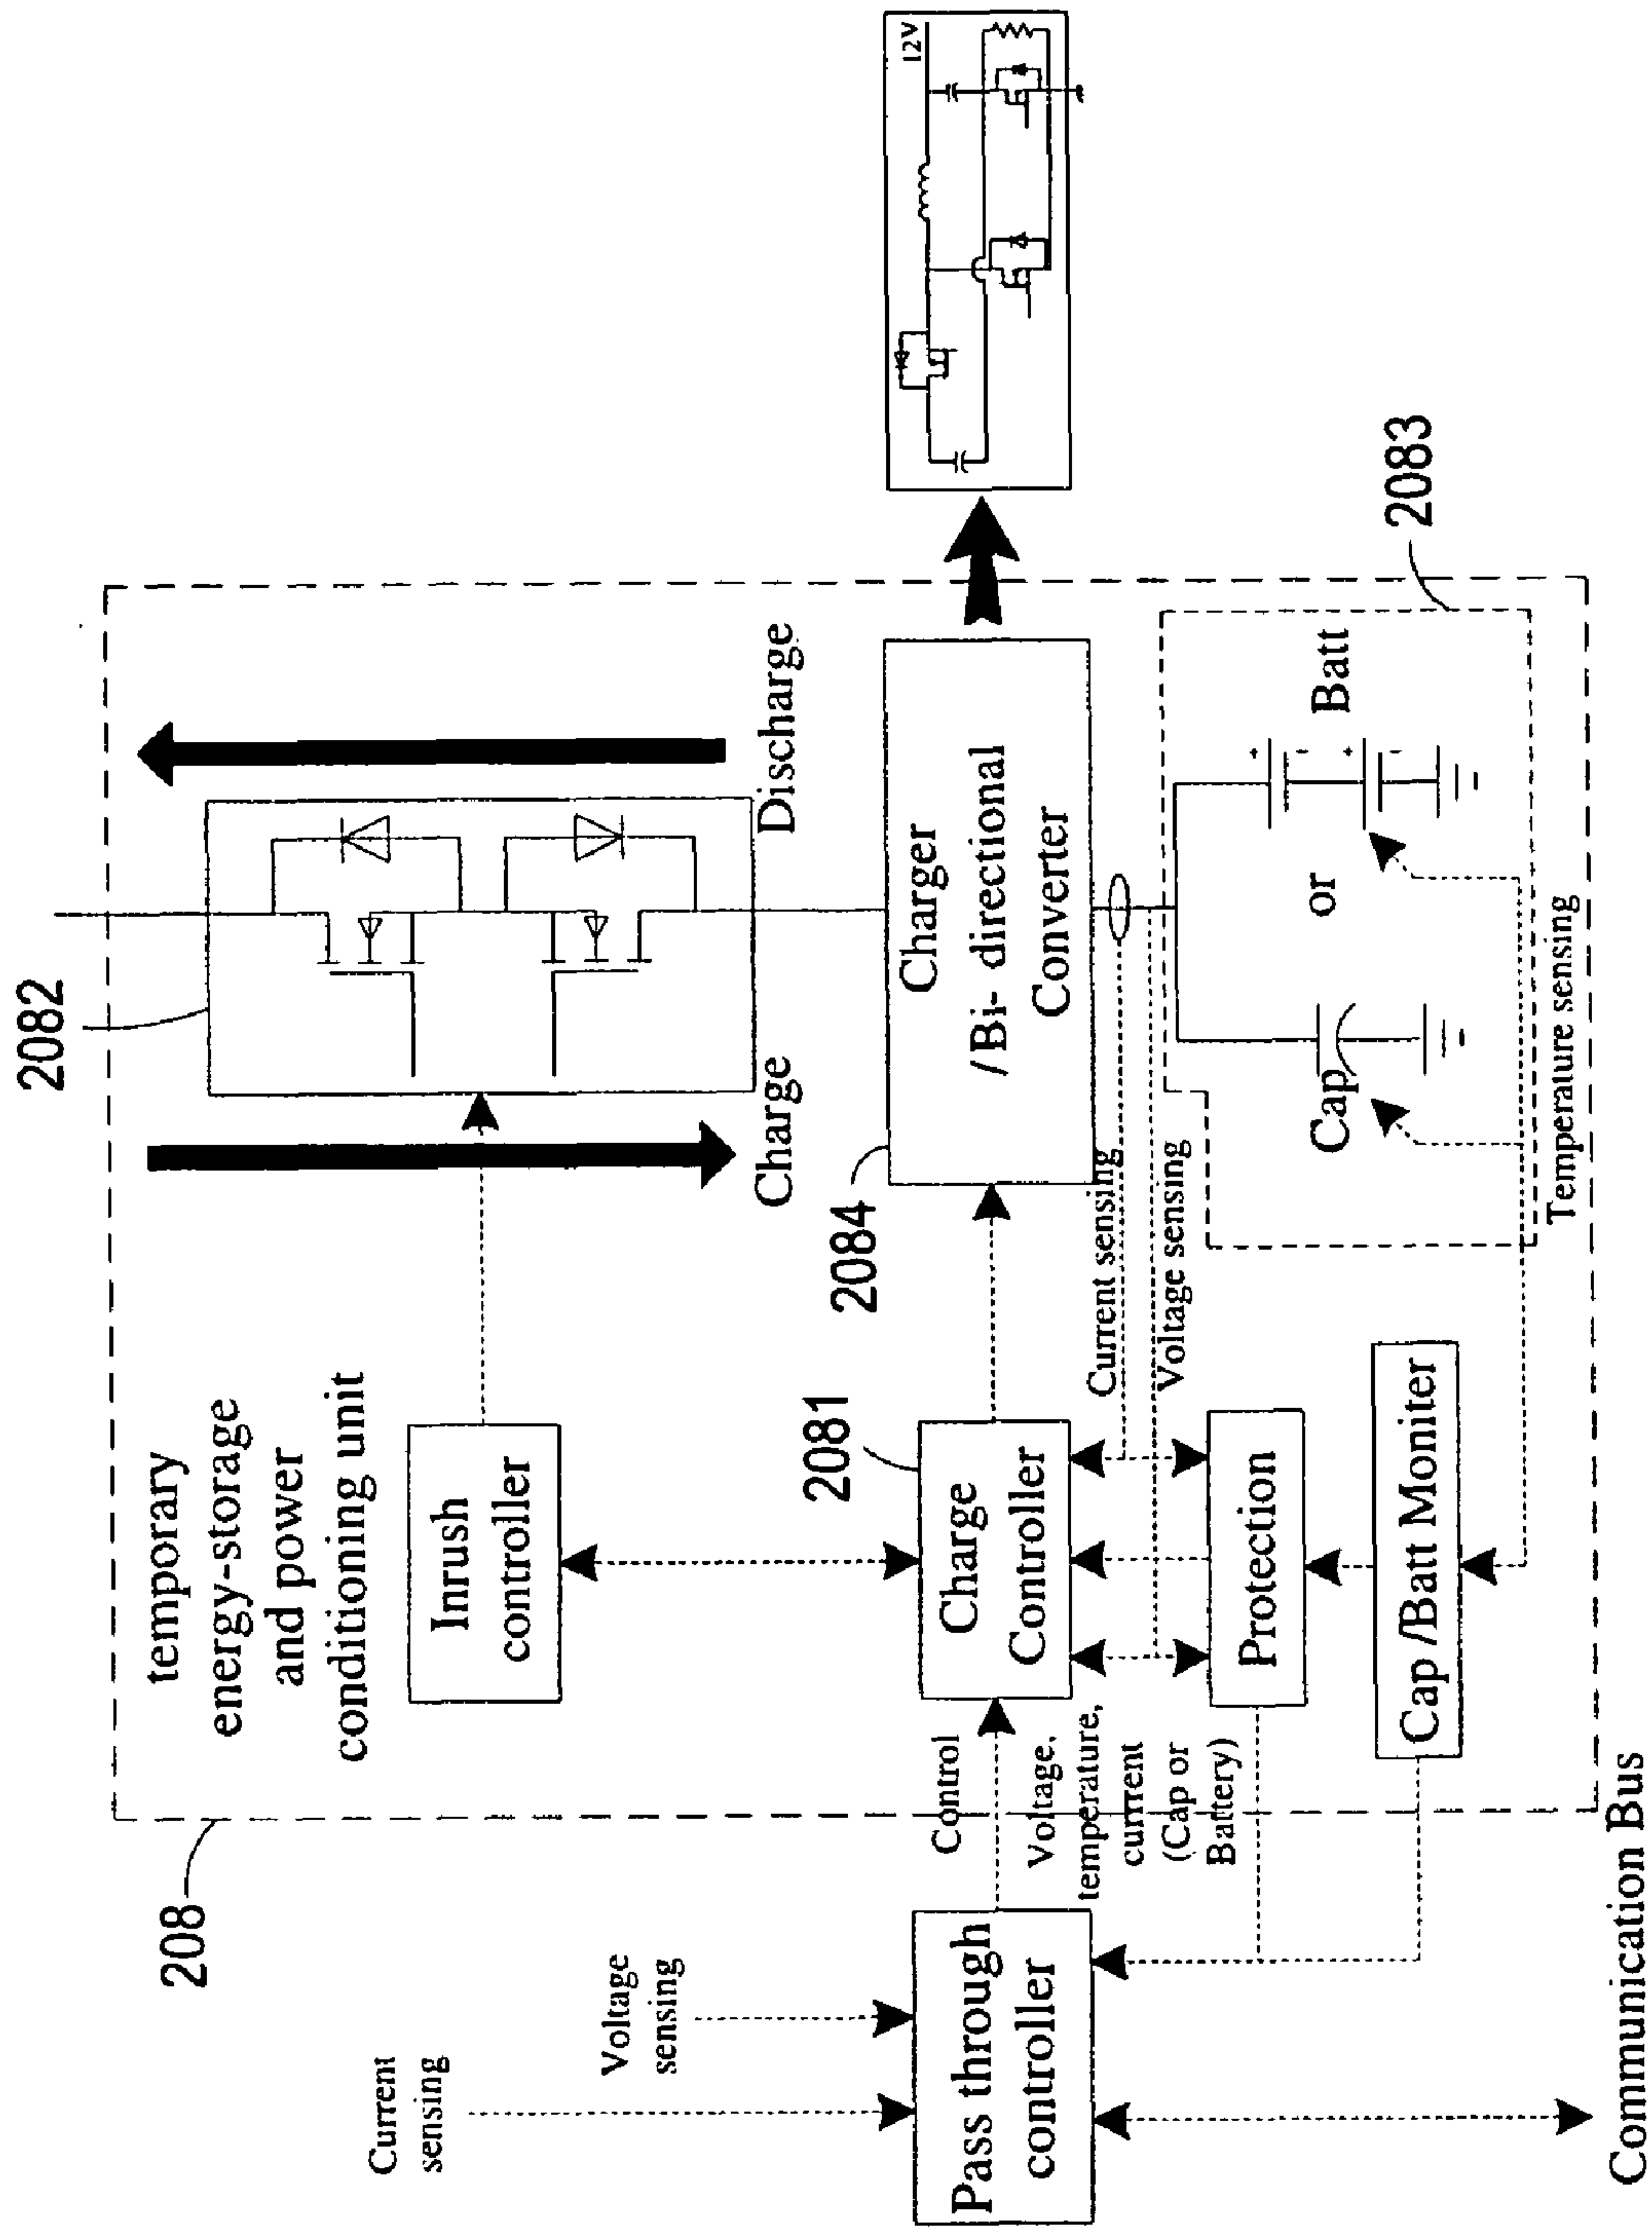 2082
12V
temporary
energy-storage
and power
conditioning unit
Inrush
controller
Charge
Discharge
208
Current
sensing
Voltage
sensing
2081
2084
Charge
Controller
Charger
/Bi- directional
Converter
Pass through
controller
Control
Voltage,
temperature,
current
(Cap or
Battery)
Current sensing
Voltage sensing
Protection
Cap /Batt Moniter
Cap
or
Batt
+
-
+
-
2083
Temperature sensing
Communication Bus